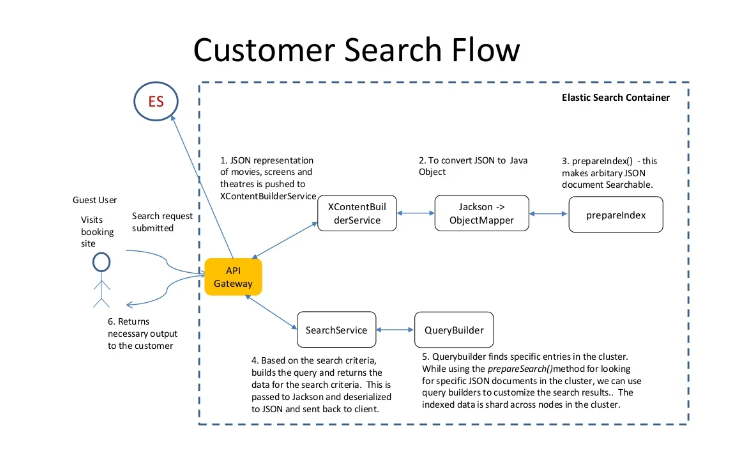 Customer Search Flow
ES
Elastic Search Container
1. JSON representation
of movies, screens and
theatres is pushed to
XContentBuilderService
2. To convert JSON to Java
Object
3. prepareIndex() - this
makes arbitary JSON
document Searchable.
Guest User
Visits
booking
site
Search request
submitted
XContentBuil
derService
Jackson ->
ObjectMapper
prepareIndex
API
Gateway
6. Returns
necessary output
to the customer
SearchService
QueryBuilder
4. Based on the search criteria,
builds the query and returns the
data for the search criteria. This is
passed to Jackson and deserialized
to JSON and sent back to client.
5. Querybuilder finds specific entries in the cluster.
While using the prepareSearch()method for looking
for specific JSON documents in the cluster, we can use
query builders to customize the search results.. The
indexed data is shard across nodes in the cluster.